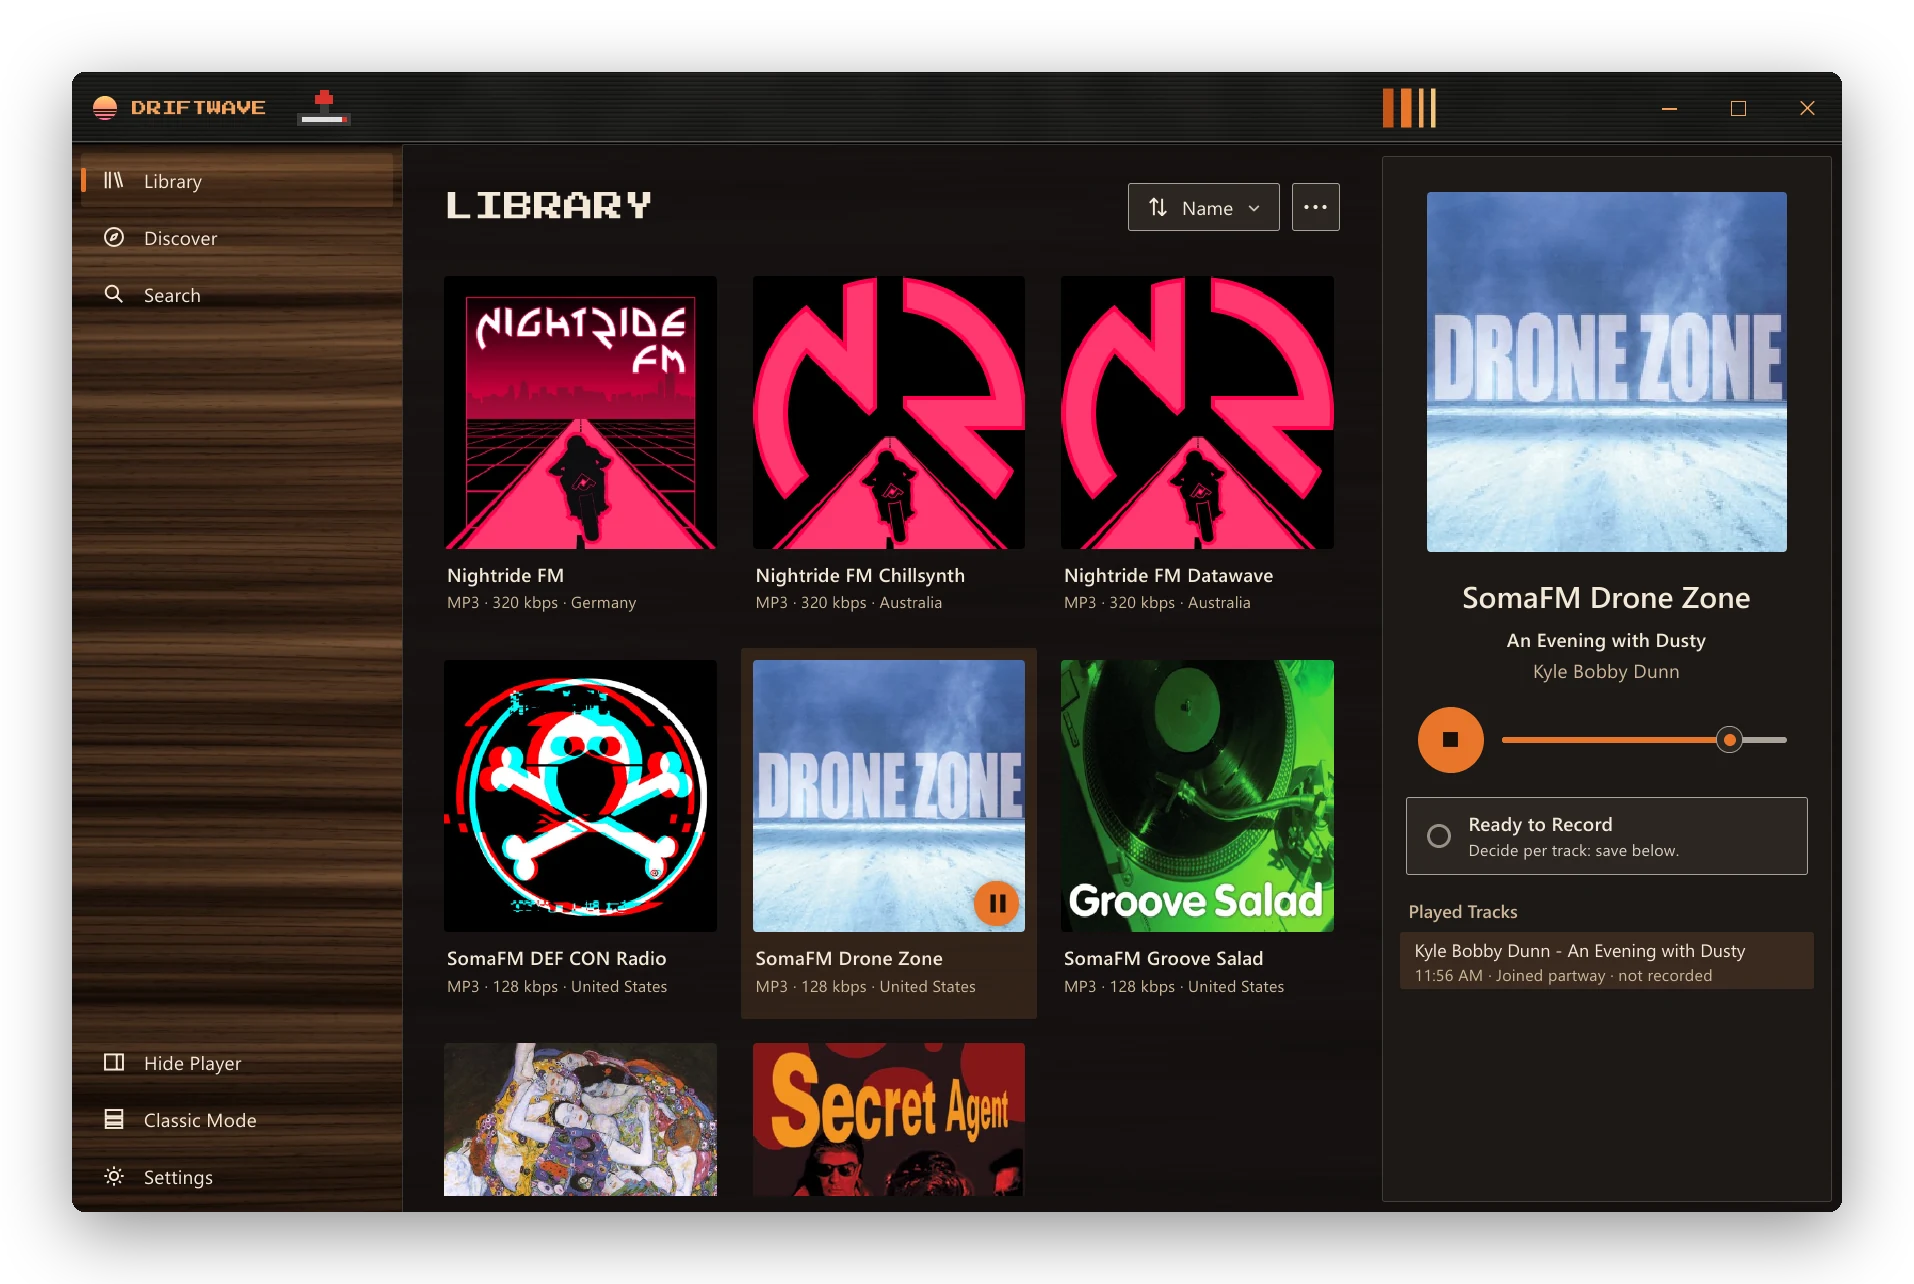 DRIFTWAVE
Library
Discover
Search
Hide Player
Classic Mode
Settings
LIBRARY
Name
NIGHTRIDE
FM
Nightride FM
MP3 · 320 kbps · Germany
Nightride FM Chillsynth
MP3 · 320 kbps · Australia
Nightride FM Datawave
MP3 · 320 kbps · Australia
SomaFM DEF CON Radio
MP3 · 128 kbps · United States
DRONE ZONE
SomaFM Drone Zone
MP3 · 128 kbps · United States
Groove Salad
SomaFM Groove Salad
MP3 · 128 kbps · United States
Secret Agent
DRONE ZONE
SomaFM Drone Zone
An Evening with Dusty
Kyle Bobby Dunn
Ready to Record
Decide per track: save below.
Played Tracks
Kyle Bobby Dunn - An Evening with Dusty
11:56 AM · Joined partway · not recorded